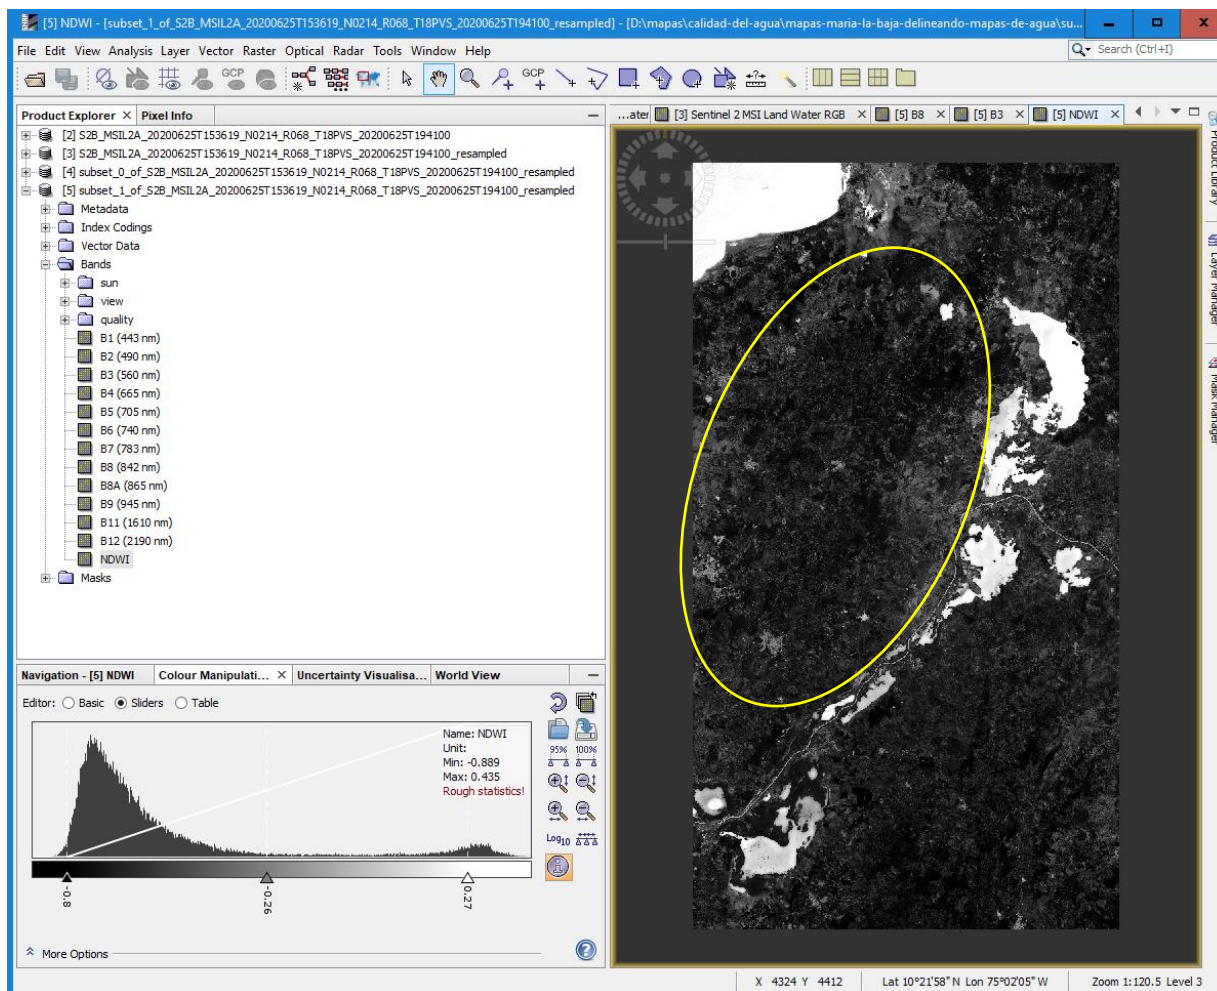 [5] NDWI - [subset_1_of_S2B_MSIL2A_20200625T153619_N0214_R068_T18PVS_20200625T194100_resampled] - [D:\mapas\calidad-del-agua\mapas-maria-la-baja-delineando-mapas-de-agua\su...
File Edit View Analysis Layer Vector Raster Optical Radar Tools Window Help
Search (Ctrl+I)
GCP GCP
Product Explorer Pixel Info
...ater [3] Sentinel 2 MSI Land Water RGB [5] B8 [5] B3 [5] NDWI
[2] S2B_MSIL2A_20200625T153619_N0214_R068_T18PVS_20200625T194100
[3] S2B_MSIL2A_20200625T153619_N0214_R068_T18PVS_20200625T194100_resampled
[4] subset_0_of_S2B_MSIL2A_20200625T153619_N0214_R068_T18PVS_20200625T194100_resampled
[5] subset_1_of_S2B_MSIL2A_20200625T153619_N0214_R068_T18PVS_20200625T194100_resampled
Metadata
Index Codings
Vector Data
Bands
sun
view
quality
B1 (443 nm)
B2 (490 nm)
B3 (560 nm)
B4 (665 nm)
B5 (705 nm)
B6 (740 nm)
B7 (783 nm)
B8 (842 nm)
B8A (865 nm)
B9 (945 nm)
B11 (1610 nm)
B12 (2190 nm)
NDWI
Masks
Product Library
Layer Manager
Mask Manager
Navigation - [5] NDWI Colour Manipulati... Uncertainty Visualisa... World View
Editor: Basic Sliders Table
Name: NDWI
Unit:
Min: -0.889
Max: 0.435
Rough statistics!
95% 100%
Log10
-0.8
-0.26
0.27
More Options
X 4324 Y 4412 Lat 10°21'58" N Lon 75°02'05" W Zoom 1:120.5 Level 3